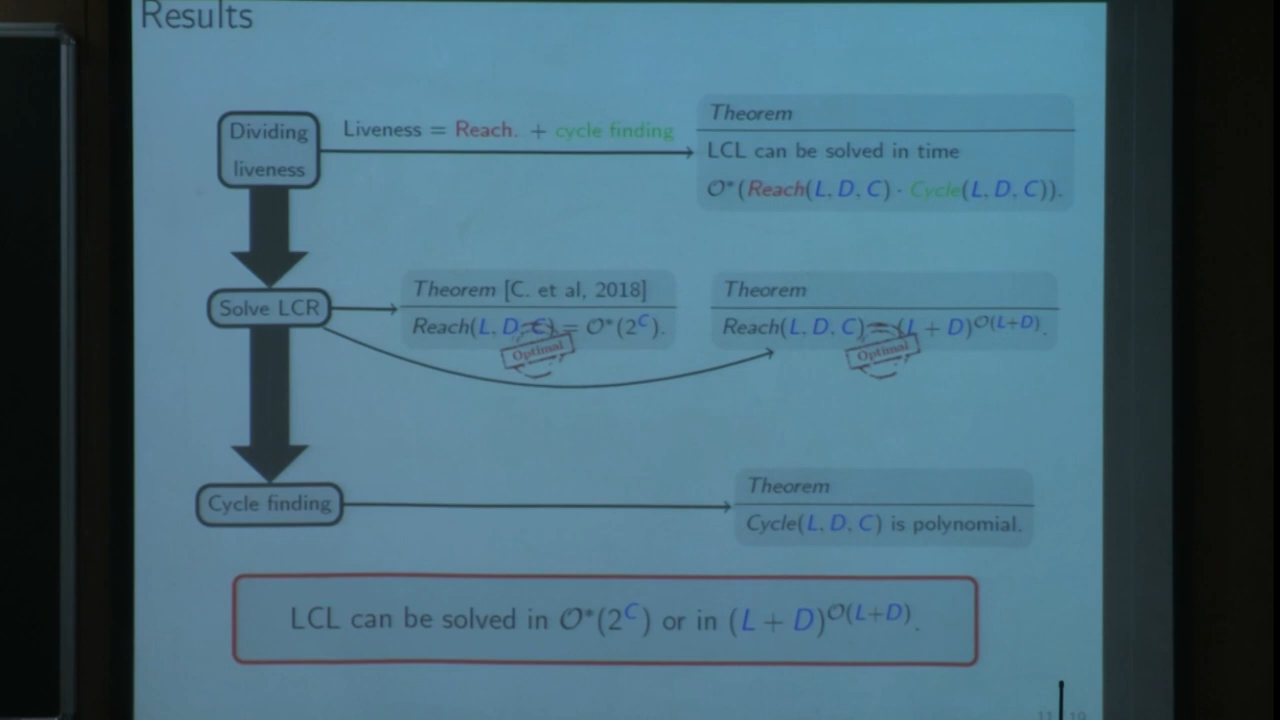 Results
Dividing
liveness
Liveness = Reach. + cycle finding
Theorem
LCL can be solved in time
O*(Reach(L, D, C) · Cycle(L, D, C)).
Solve LCR
Theorem [C. et al, 2018]
Reach(L, D, C) = O*(2^C).
Optimal
Theorem
Reach(L, D, C) = (L + D)^O(L+D).
Optimal
Cycle finding
Theorem
Cycle(L, D, C) is polynomial.
LCL can be solved in O*(2^C) or in (L + D)^O(L+D).
11 19